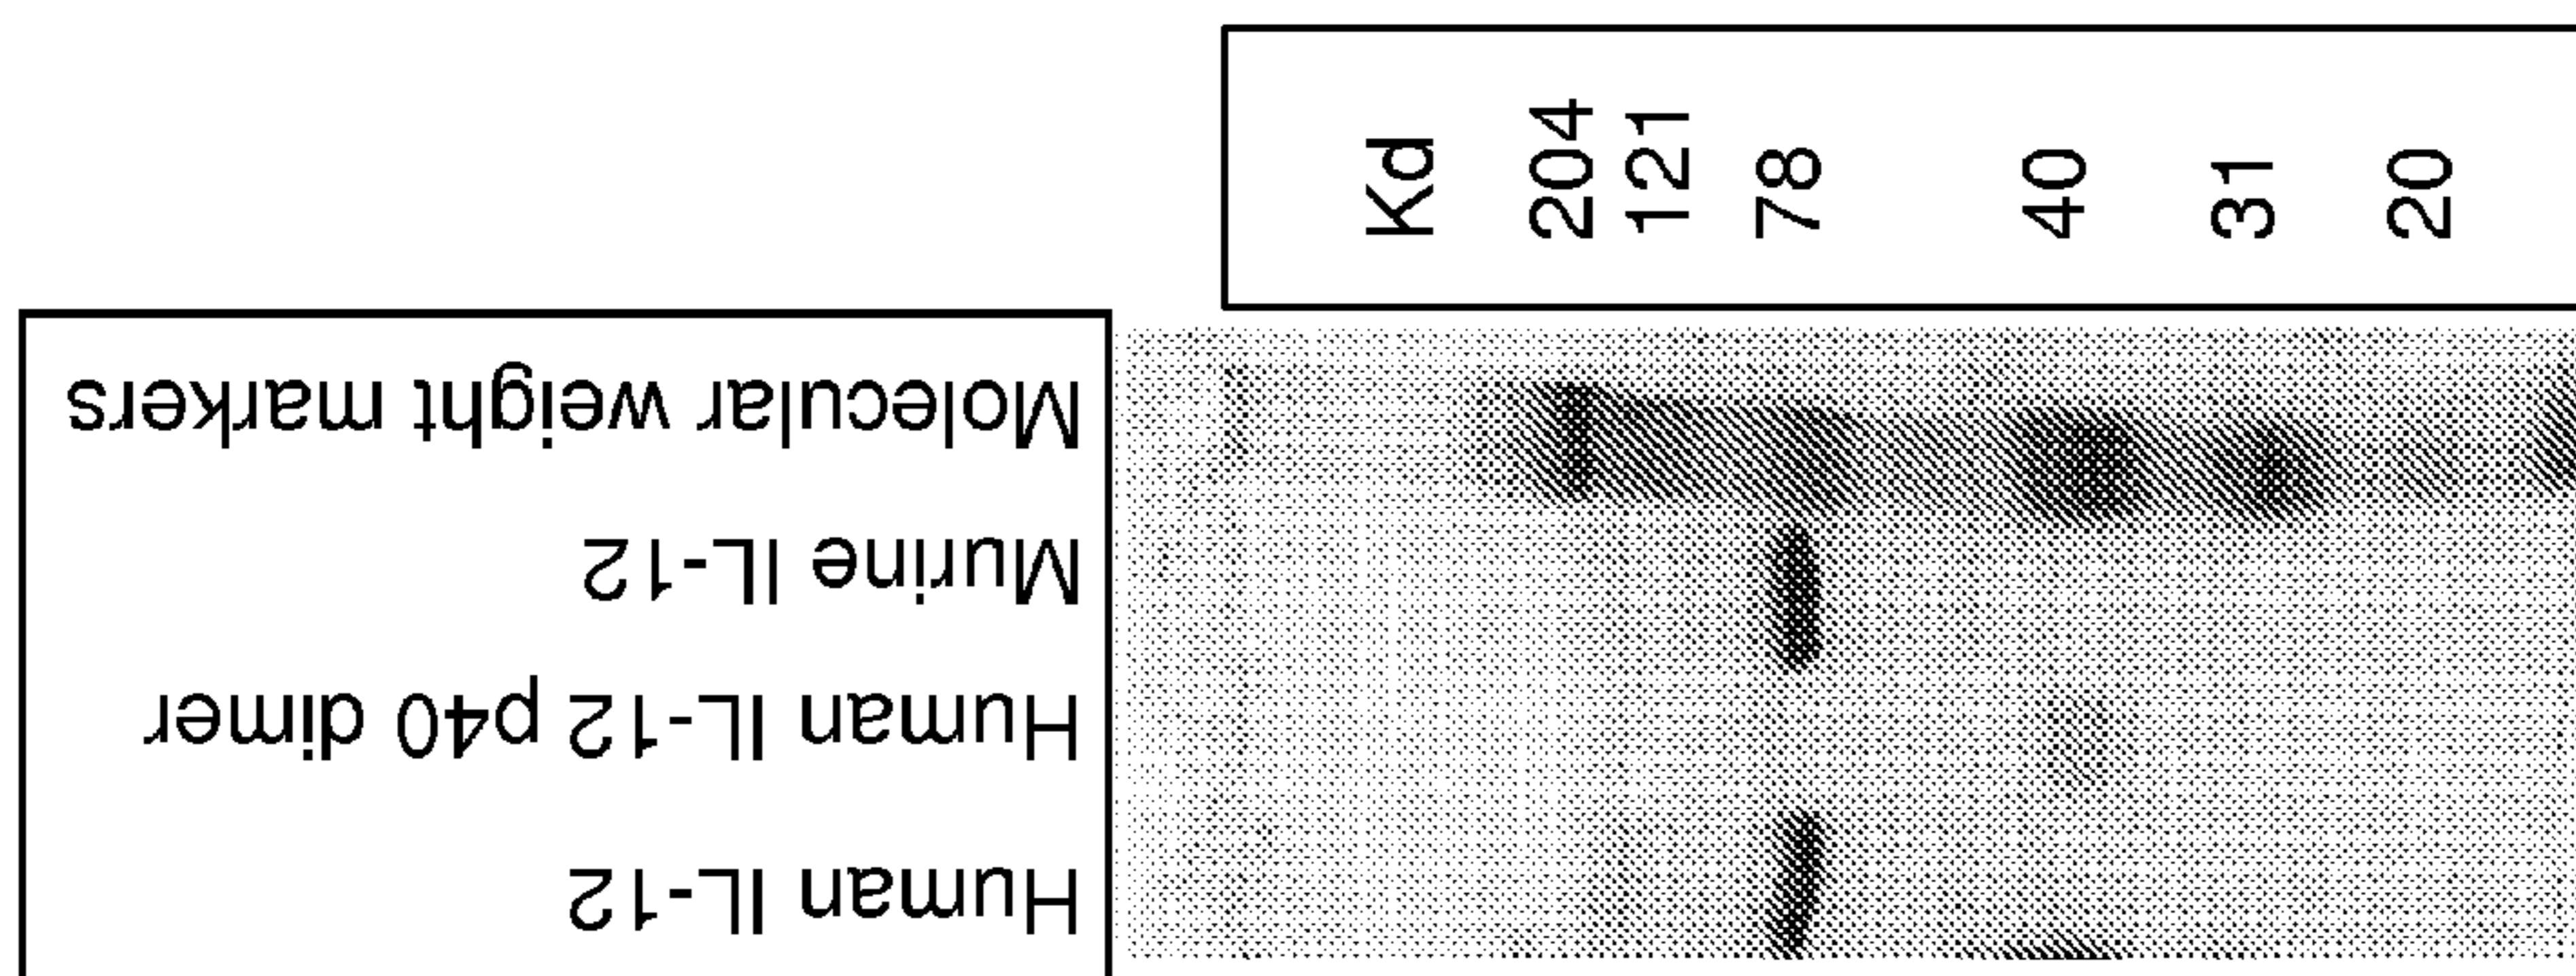 Kd
204
121
78
40
31
20
Molecular weight markers
Murine IL-12
Human IL-12 p40 dimer
Human IL-12